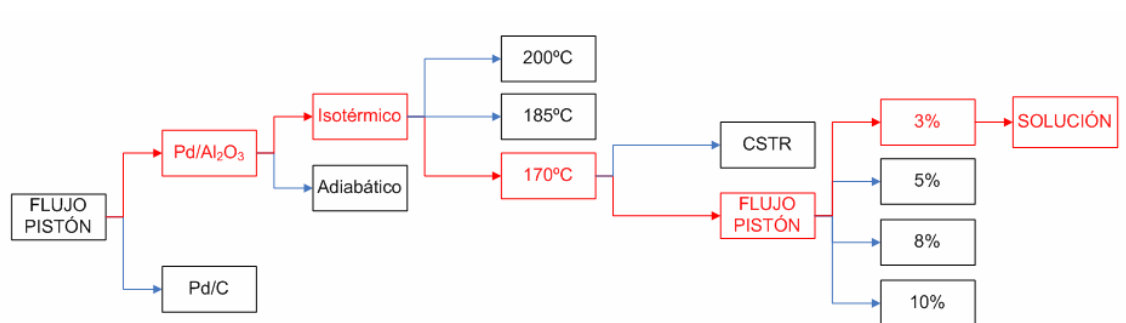 FLUJO
PISTÓN
Pd/Al₂O₃
Pd/C
Isotérmico
Adiabático
200ºC
185ºC
170ºC
CSTR
FLUJO
PISTÓN
3%
5%
8%
10%
SOLUCIÓN